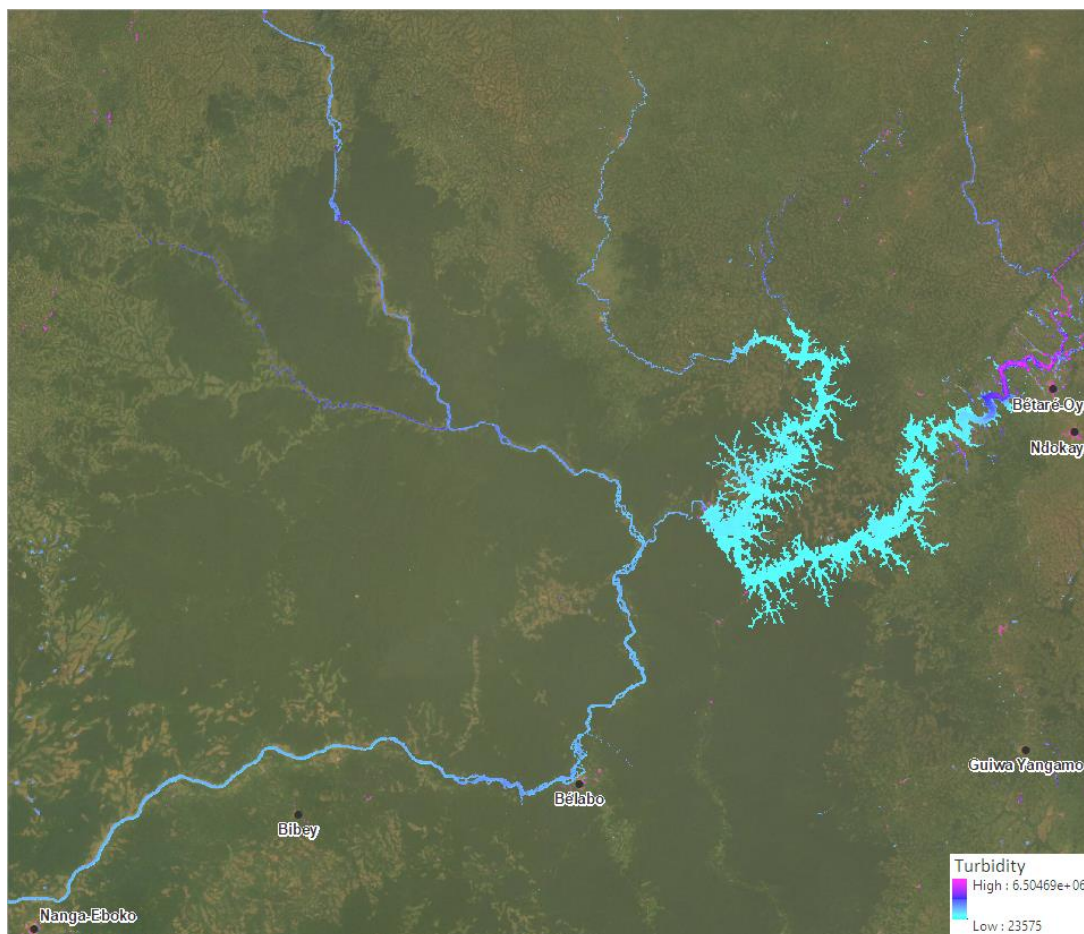 Bétaré-Oy
Ndokay
Guiwa Yangamo
Bélabo
Bibey
Nanga-Eboko
Turbidity
High : 6.50469e+06
Low : 23575